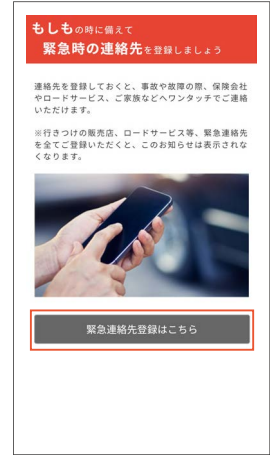 もしもの時に備えて
緊急時の連絡先を登録しましょう
連絡先を登録しておくと、事故や故障の際、保険会社
やロードサービス、ご家族などへワンタッチでご連絡
いただけます。
※行きつけの販売店、ロードサービス等、緊急連絡先
を全てご登録いただくと、このお知らせは表示されな
くなります。
緊急連絡先登録はこちら